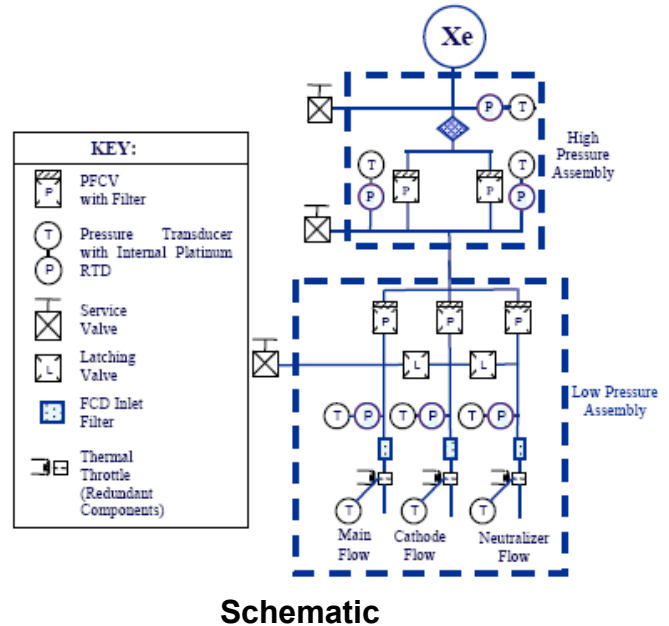 Xe
P T
High
Pressure
Assembly
T T
P P P P
KEY:
P
PFCV
with Filter
T
P
Pressure Transducer
with Internal Platinum
RTD
Service
Valve
L
Latching
Valve
FCD Inlet
Filter
Thermal
Throttle
(Redundant
Components)
P P P
L L
Low Pressure
Assembly
T P T P T P
T T T
Main
Flow
Cathode
Flow
Neutralizer
Flow
Schematic